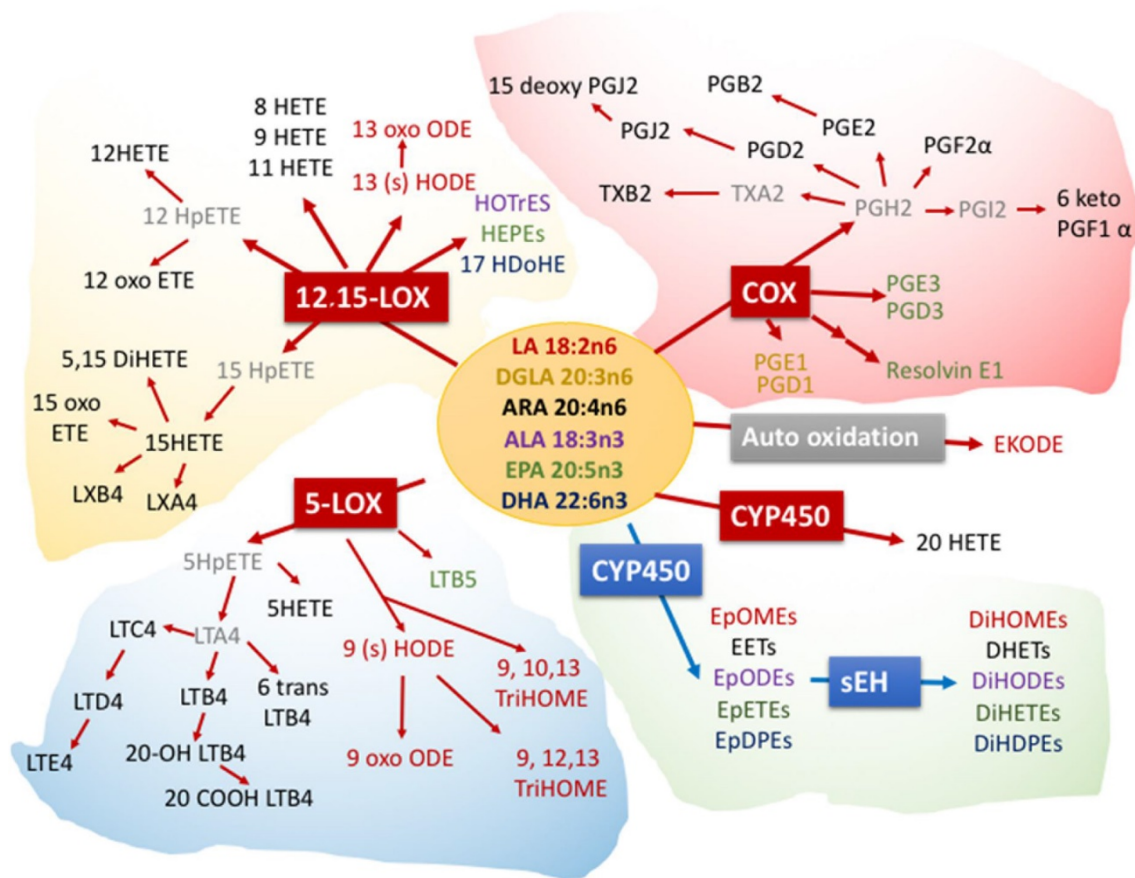 15 deoxy PGJ2
PGB2
PGJ2
PGE2
PGD2
PGF2α
TXB2
TXA2
PGH2
PGI2
6 keto
PGF1 α
COX
PGE3
PGD3
PGE1
PGD1
Resolvin E1
8 HETE
9 HETE
11 HETE
13 oxo ODE
13 (s) HODE
12HETE
12 HpETE
12 oxo ETE
HOTrES
HEPEs
17 HDoHE
12,15-LOX
5,15 DiHETE
15 HpETE
15 oxo
ETE
15HETE
LXB4
LXA4
LA 18:2n6
DGLA 20:3n6
ARA 20:4n6
ALA 18:3n3
EPA 20:5n3
DHA 22:6n3
Auto oxidation
EKODE
CYP450
20 HETE
5-LOX
5HpETE
LTB5
5HETE
LTC4
LTA4
LTD4
LTB4
6 trans
LTB4
LTE4
20-OH LTB4
20 COOH LTB4
9 (s) HODE
9, 10,13
TriHOME
9 oxo ODE
9, 12,13
TriHOME
CYP450
EpOMEs
EETs
EpODEs
EpETEs
EpDPEs
sEH
DiHOMEs
DHETs
DiHODEs
DiHETEs
DiHDPEs